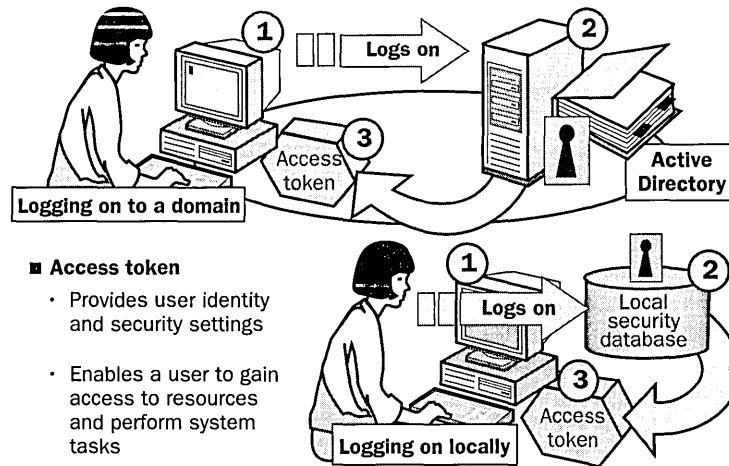 1
Logs on
2
3
Access
token
Active
Directory
Logging on to a domain
■ Access token
· Provides user identity
and security settings
· Enables a user to gain
access to resources
and perform system
tasks
1
Logs on
2
Local
security
database
3
Access
token
Logging on locally